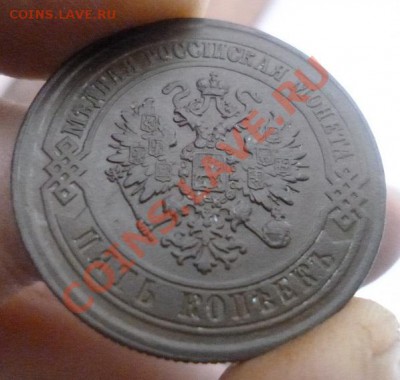 COINS.LAVE.RU
МѢДНАЯ РОССІЙСКАЯ МОНЕТА
ПЯТЬ КОПѢЕКЪ
COINS.LAVE.RU